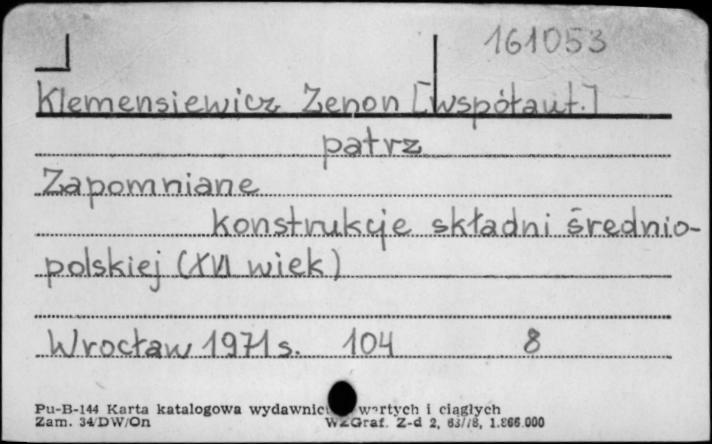 161053
Klemensiewicz Zenon [współaut.]
patrz
Zapomniane
konstrukcje składni średnio-
polskiej (XVI wiek)
Wrocław 1971 s. 104 8
Pu-B-144 Karta katalogowa wydawnict wartych i ciągłych
Zam. 34/DW/On WZGraf. Z-d 2, 63/78, 1.866.000